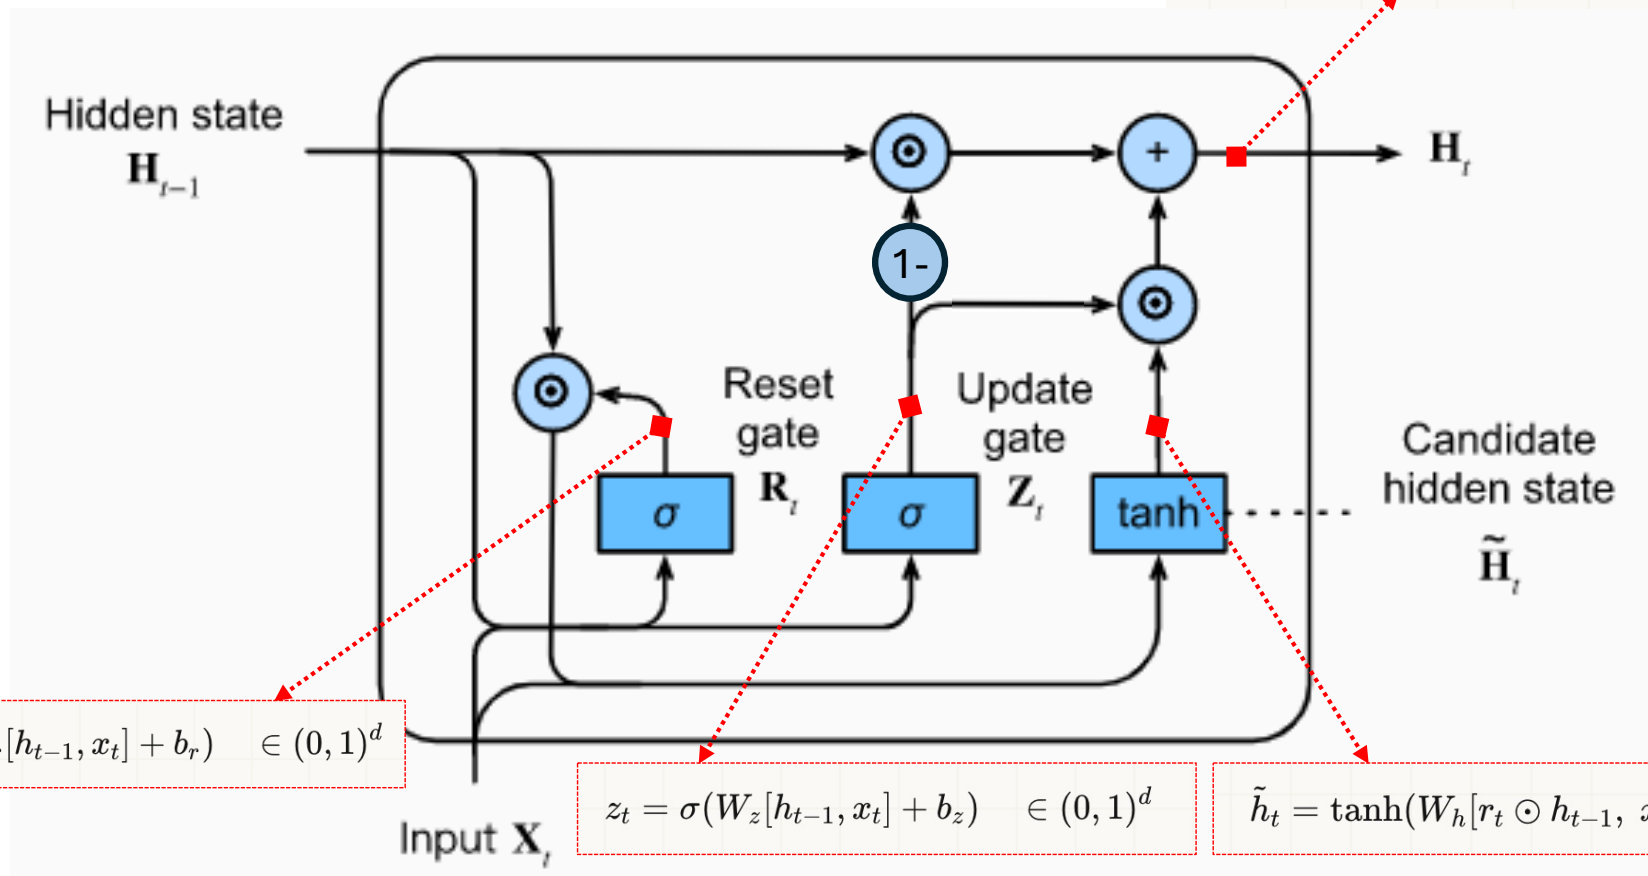 Hidden state
H_{t-1}
⊙
+
H_t
1-
⊙
⊙
Reset
gate
R_t
Update
gate
Z_t
Candidate
hidden state
H̃_t
σ
σ
tanh
[h_{t-1}, x_t] + b_r) ∈ (0, 1)^d
z_t = σ(W_z[h_{t-1}, x_t] + b_z) ∈ (0, 1)^d
h̃_t = tanh(W_h[r_t ⊙ h_{t-1},
Input X_t